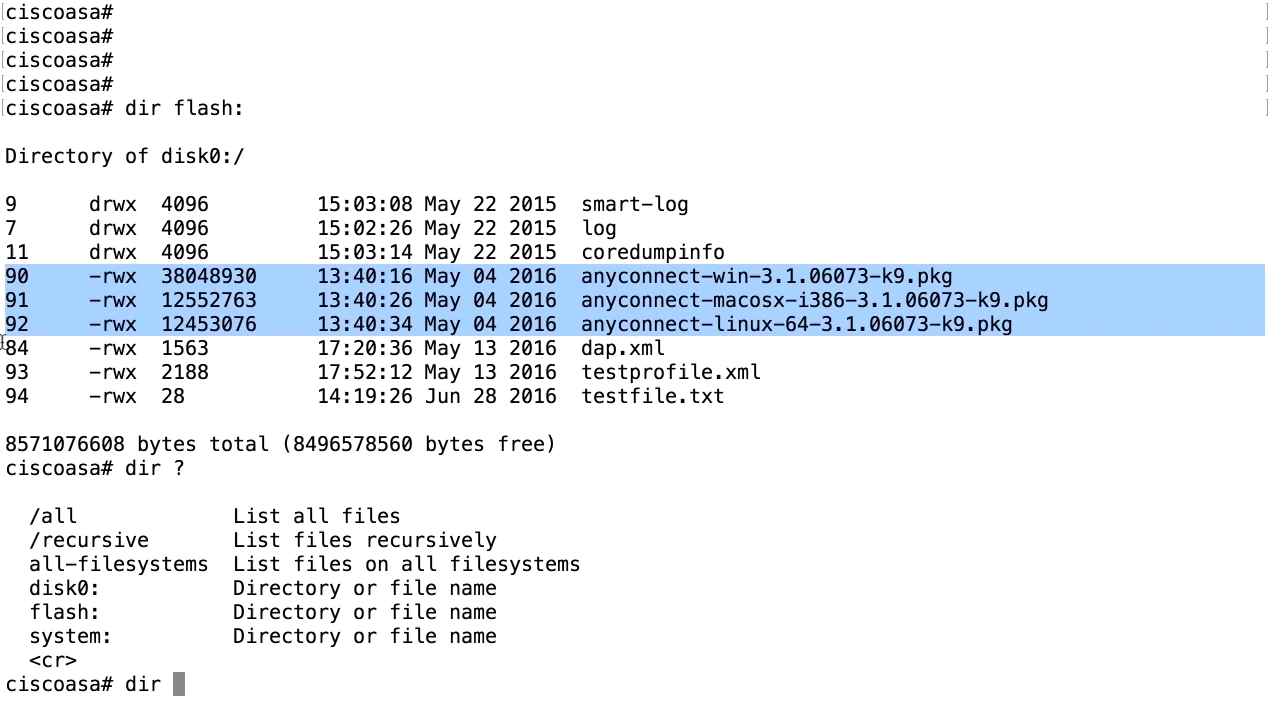 ciscoasa#
ciscoasa#
ciscoasa#
ciscoasa#
ciscoasa# dir flash:
Directory of disk0:/
9      drwx  4096         15:03:08 May 22 2015  smart-log
7      drwx  4096         15:02:26 May 22 2015  log
11     drwx  4096         15:03:14 May 22 2015  coredumpinfo
90     -rwx  38048930     13:40:16 May 04 2016  anyconnect-win-3.1.06073-k9.pkg
91     -rwx  12552763     13:40:26 May 04 2016  anyconnect-macosx-i386-3.1.06073-k9.pkg
92     -rwx  12453076     13:40:34 May 04 2016  anyconnect-linux-64-3.1.06073-k9.pkg
84     -rwx  1563         17:20:36 May 13 2016  dap.xml
93     -rwx  2188         17:52:12 May 13 2016  testprofile.xml
94     -rwx  28           14:19:26 Jun 28 2016  testfile.txt
8571076608 bytes total (8496578560 bytes free)
ciscoasa# dir ?
/all             List all files
/recursive       List files recursively
all-filesystems  List files on all filesystems
disk0:           Directory or file name
flash:           Directory or file name
system:          Directory or file name
<cr>
ciscoasa# dir